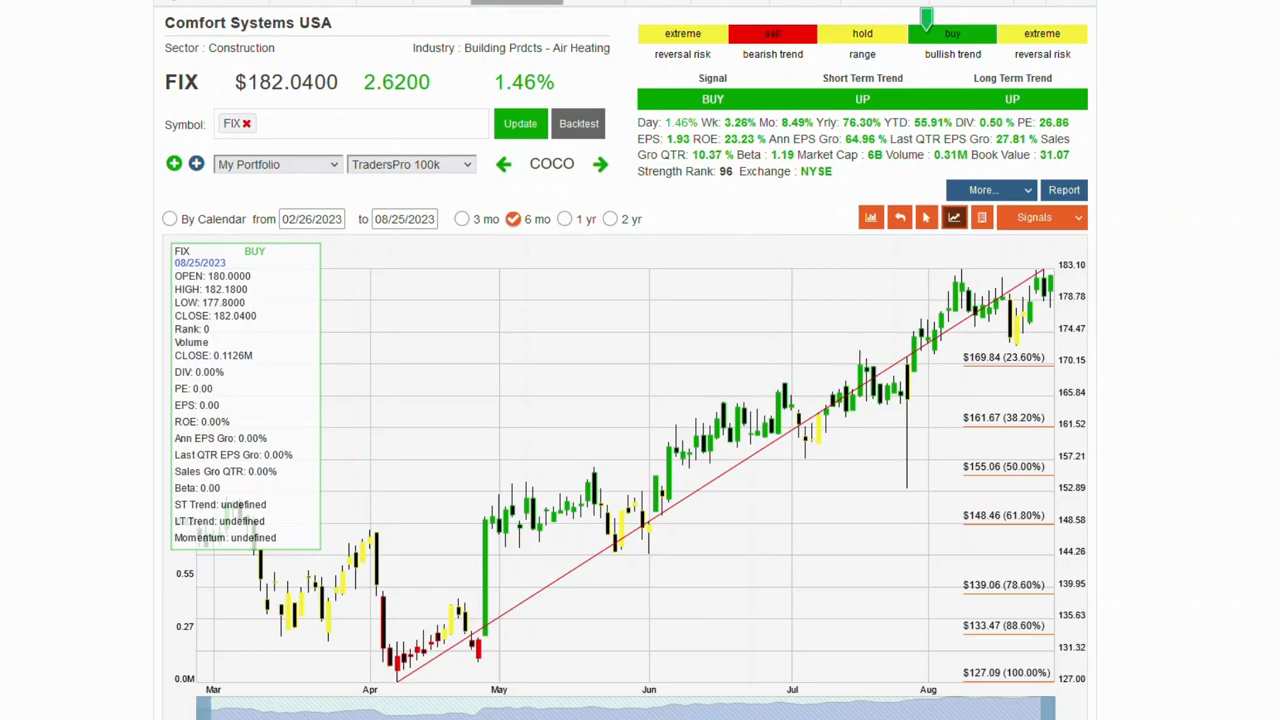 Comfort Systems USA
Sector : Construction
Industry : Building Prdcts - Air Heating
FIX $182.0400 2.6200 1.46%
Symbol: FIX ✖ Update Backtest
My Portfolio TradersPro 100k COCO
extreme sell hold buy extreme
reversal risk bearish trend range bullish trend reversal risk
Signal Short Term Trend Long Term Trend
BUY UP UP
Day: 1.46% Wk: 3.26% Mo: 8.49% Yrly: 76.30% YTD: 55.91% DIV: 0.50 % PE: 26.86
EPS: 1.93 ROE: 23.23 % Ann EPS Gro: 64.96 % Last QTR EPS Gro: 27.81 % Sales
Gro QTR: 10.37 % Beta : 1.19 Market Cap : 6B Volume : 0.31M Book Value : 31.07
Strength Rank: 96 Exchange : NYSE
More... Report
By Calendar from 02/26/2023 to 08/25/2023 3 mo 6 mo 1 yr 2 yr
Signals
FIX BUY
08/25/2023
OPEN: 180.0000
HIGH: 182.1800
LOW: 177.8000
CLOSE: 182.0400
Rank: 0
Volume
CLOSE: 0.1126M
DIV: 0.00%
PE: 0.00
EPS: 0.00
ROE: 0.00%
Ann EPS Gro: 0.00%
Last QTR EPS Gro: 0.00%
Sales Gro QTR: 0.00%
Beta: 0.00
ST Trend: undefined
LT Trend: undefined
Momentum: undefined
0.55
0.27
0.0M
$169.84 (23.60%)
$161.67 (38.20%)
$155.06 (50.00%)
$148.46 (61.80%)
$139.06 (78.60%)
$133.47 (88.60%)
$127.09 (100.00%)
183.10
178.78
174.47
170.15
165.84
161.52
157.21
152.89
148.58
144.26
139.95
135.63
131.32
127.00
Mar Apr May Jun Jul Aug